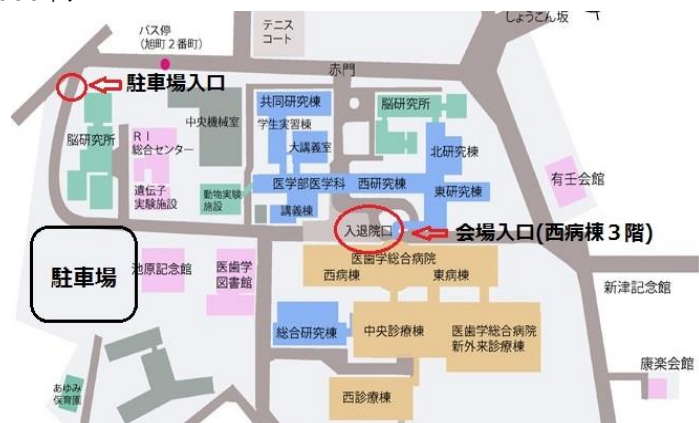 しょうこん坂
テニス
コート
バス停
(旭町２番町)
赤門
駐車場入口
共同研究棟
学生実習棟
中央機械室
脳研究所
大講義室
脳研究所
ＲＩ
総合センター
北研究棟
医学部医学科
西研究棟
東研究棟
有壬会館
遺伝子
実験施設
動物実験
施設
講義棟
入退院口
会場入口(西病棟３階)
駐車場
池原記念館
医歯学
図書館
医歯学総合病院
西病棟
東病棟
新津記念館
総合研究棟
中央診療棟
医歯学総合病院
新外来診療棟
康楽会館
あゆみ
保育園
西診療棟